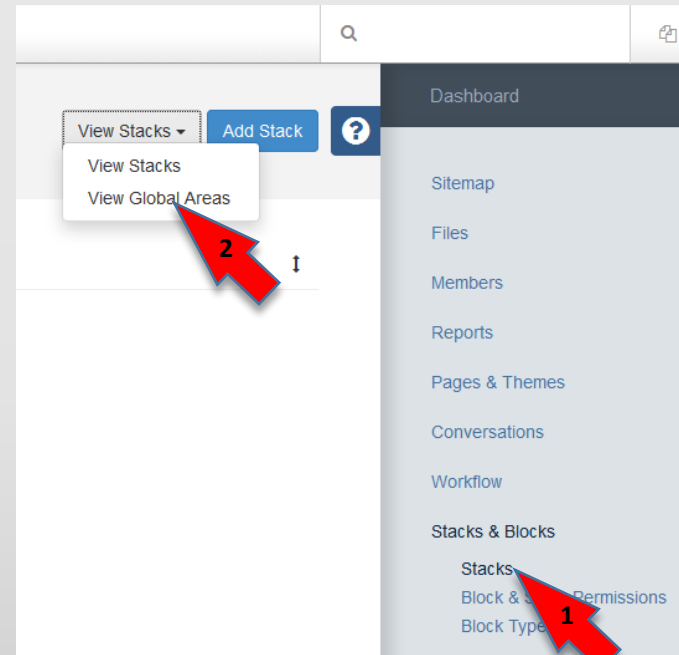 View Stacks
Add Stack
?
View Stacks
View Global Areas
2
Dashboard
Sitemap
Files
Members
Reports
Pages & Themes
Conversations
Workflow
Stacks & Blocks
Stacks
Block & Permissions
Block Type
1